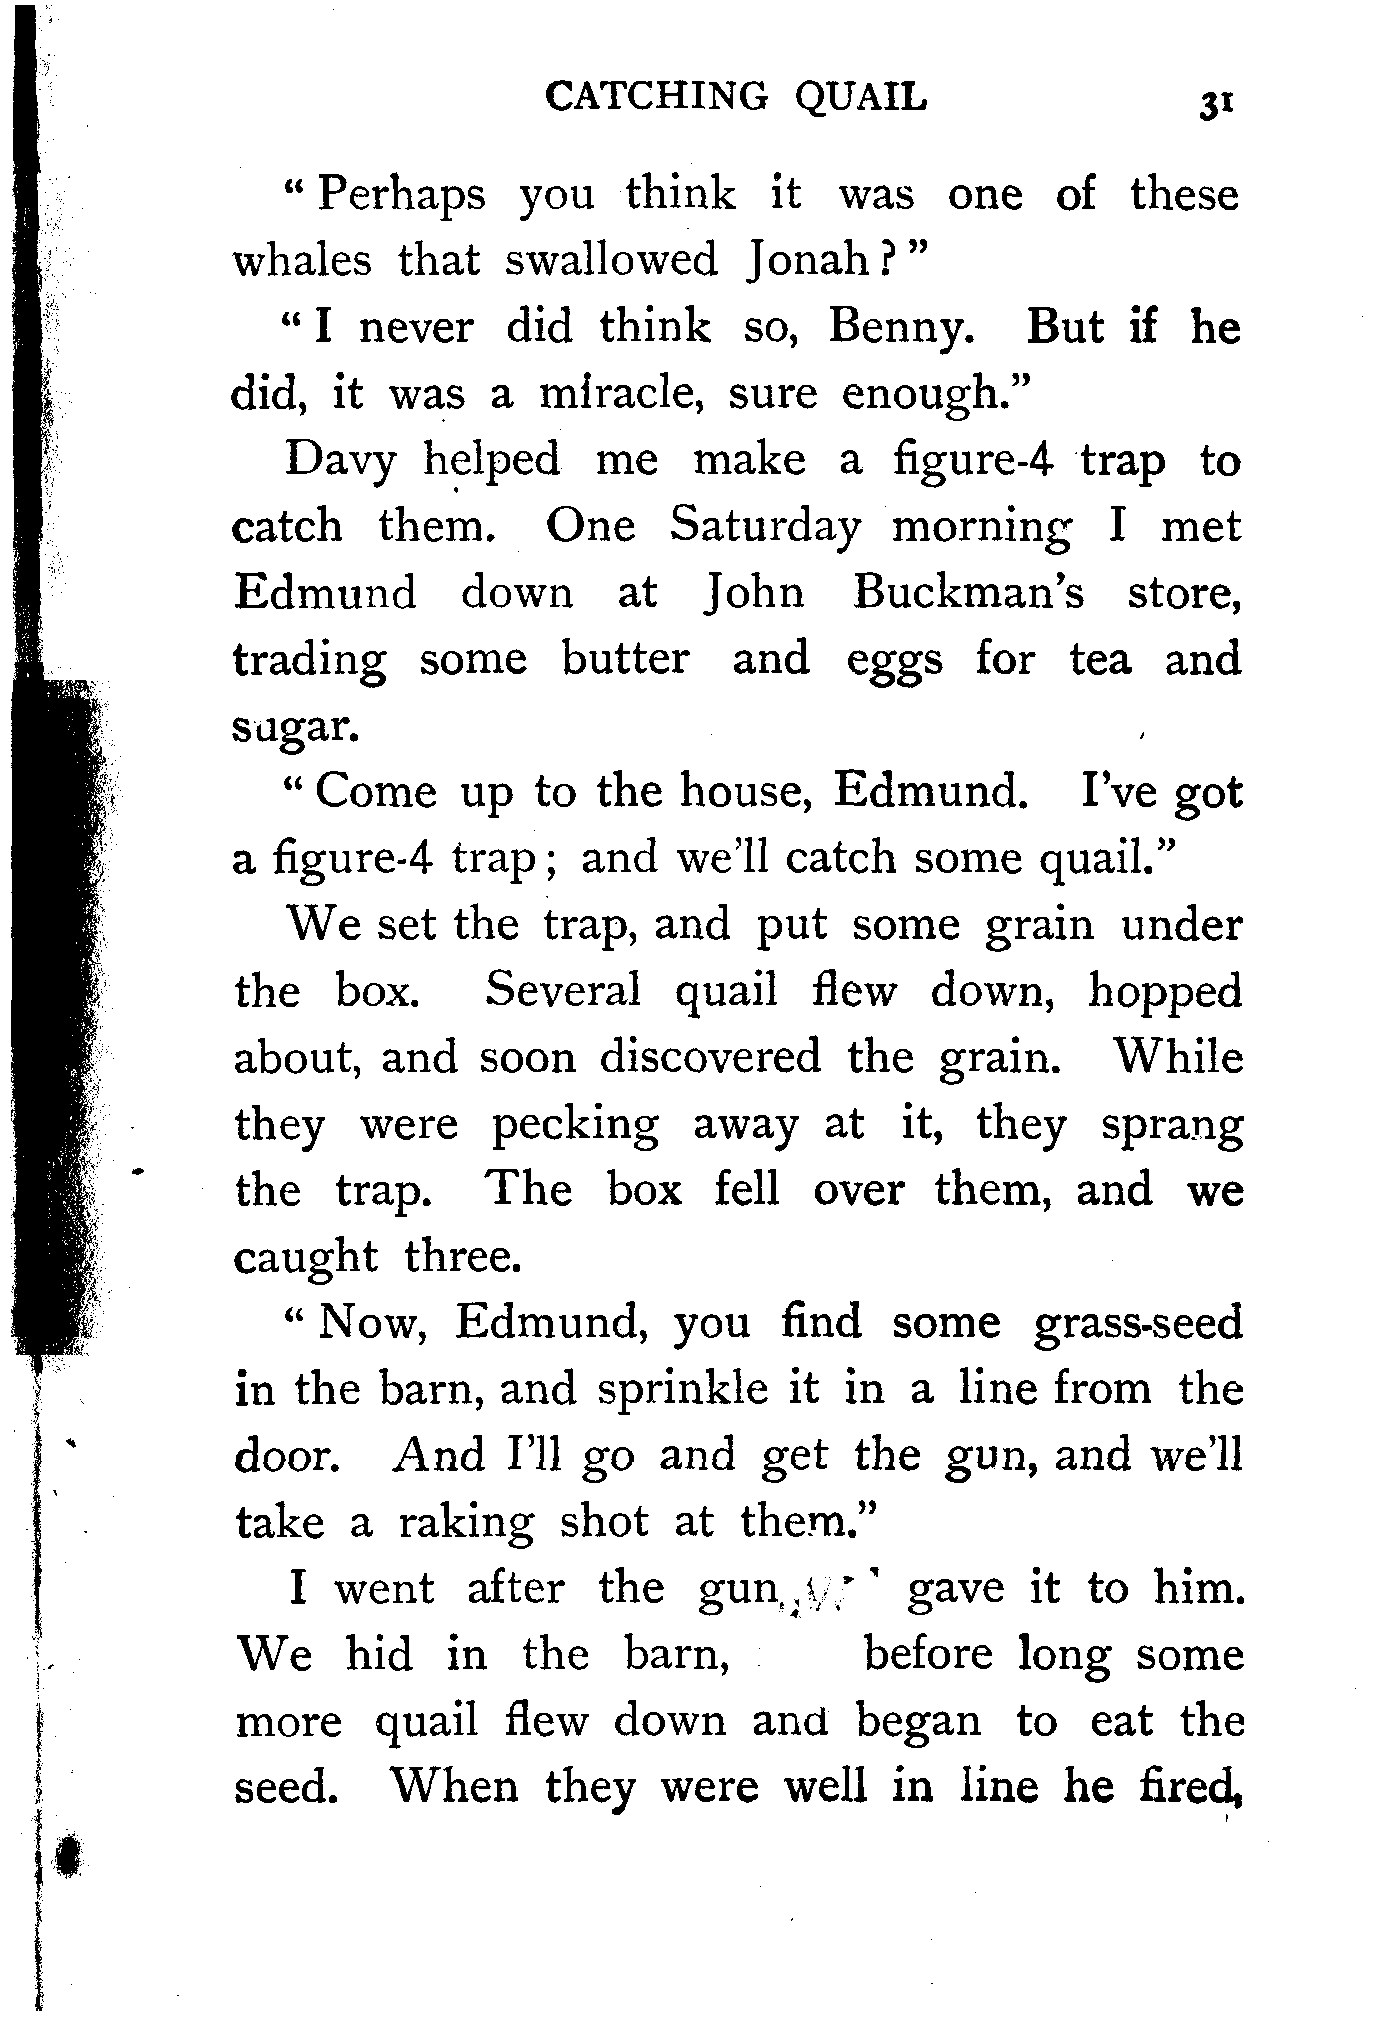 CATCHING QUAIL 31
“ Perhaps you think it was one of these
whales that swallowed Jonah ? ”
“ I never did think so, Benny. But if he
did, it was a miracle, sure enough.”
Davy helped me make a figure-4 trap to
catch them. One Saturday morning I met
Edmund down at John Buckman’s store,
trading some butter and eggs for tea and
sugar.
“ Come up to the house, Edmund. I’ve got
a figure-4 trap ; and we’ll catch some quail.”
We set the trap, and put some grain under
the box. Several quail flew down, hopped
about, and soon discovered the grain. While
they were pecking away at it, they sprang
the trap. The box fell over them, and we
caught three.
“ Now, Edmund, you find some grass-seed
in the barn, and sprinkle it in a line from the
door. And I’ll go and get the gun, and we’ll
take a raking shot at them.”
I went after the gun, gave it to him.
We hid in the barn, before long some
more quail flew down and began to eat the
seed. When they were well in line he fired,